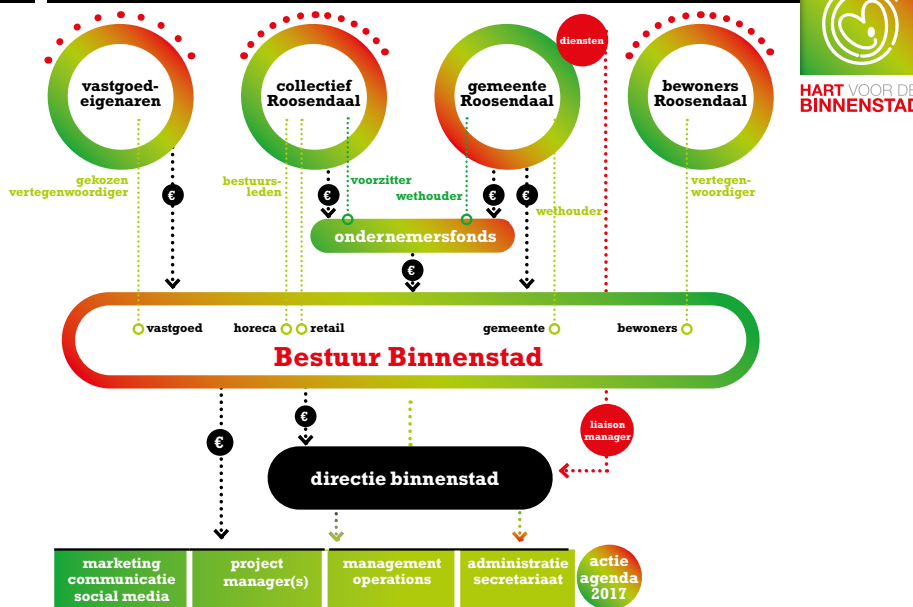 diensten
vastgoed-
eigenaren
collectief
Roosendaal
gemeente
Roosendaal
bewoners
Roosendaal
HART VOOR DE
BINNENSTAD
gekozen
vertegenwoordiger
€
bestuurs-
leden
€
voorzitter
wethouder
€
€
wethouder
vertegen-
woordiger
ondernemersfonds
€
vastgoed
horeca
retail
gemeente
bewoners
Bestuur Binnenstad
€
€
liaison
manager
directie binnenstad
marketing
communicatie
social media
project
manager(s)
management
operations
administratie
secretariaat
actie
agenda
2017